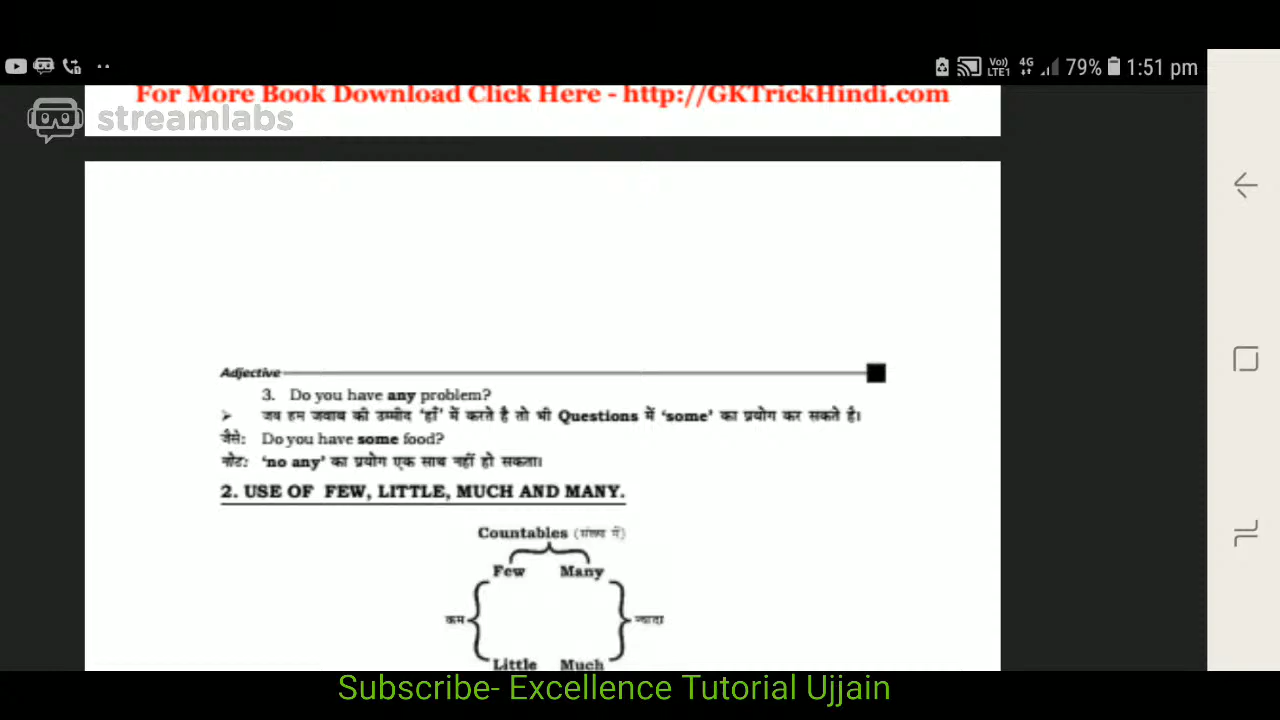 79% 1:51 pm
For More Book Download Click Here - http://GKTrickHindi.com
streamlabs
Adjective
3. Do you have any problem?
➢ जब हम जवाब की उम्मीद 'हाँ' में करते है तो भी Questions में 'some' का प्रयोग कर सकते है।
जैसे: Do you have some food?
नोट: 'no any' का प्रयोग एक साथ नहीं हो सकता।
2. USE OF FEW, LITTLE, MUCH AND MANY.
Countables (संख्या में)
Few Many
कम ज्यादा
Little Much
Subscribe- Excellence Tutorial Ujjain